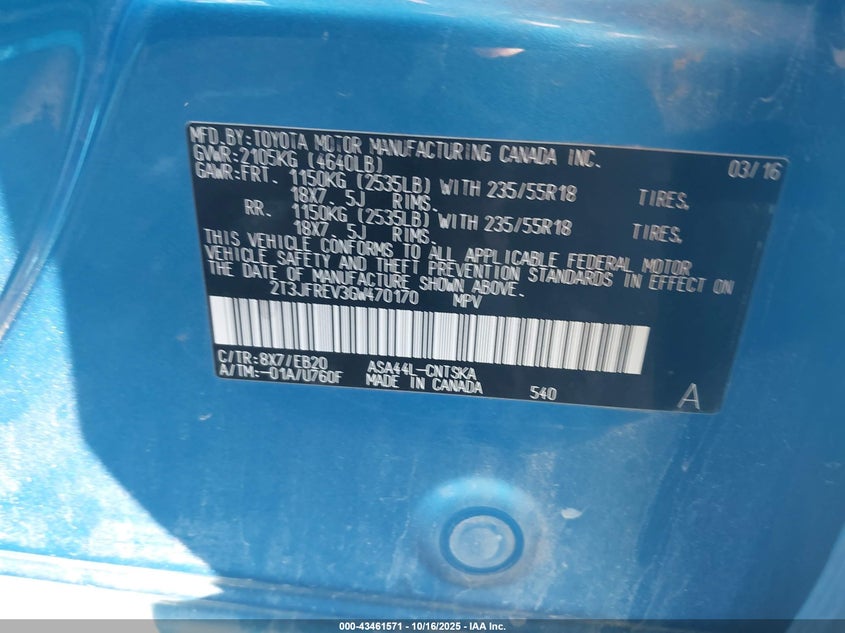 MFD.BY:TOYOTA MOTOR MANUFACTURING CANADA INC. 03/16
GVWR:2105KG (4640LB)
GAWR:FRT. 1150KG (2535LB) WITH 235/55R18 TIRES,
18X7. 5J RIMS.
RR. 1150KG (2535LB) WITH 235/55R18 TIRES,
18X7. 5J RIMS.
THIS VEHICLE CONFORMS TO ALL APPLICABLE FEDERAL MOTOR
VEHICLE SAFETY AND THEFT PREVENTION STANDARDS IN EFFECT ON
THE DATE OF MANUFACTURE SHOWN ABOVE.
2T3JFREV3GW470170 MPV
C/TR:8X7/EB20 ASA44L-CNTSKA
A/TM:-01A/U760F MADE IN CANADA 540 A
000-43461571 - 10/16/2025 - IAA Inc.